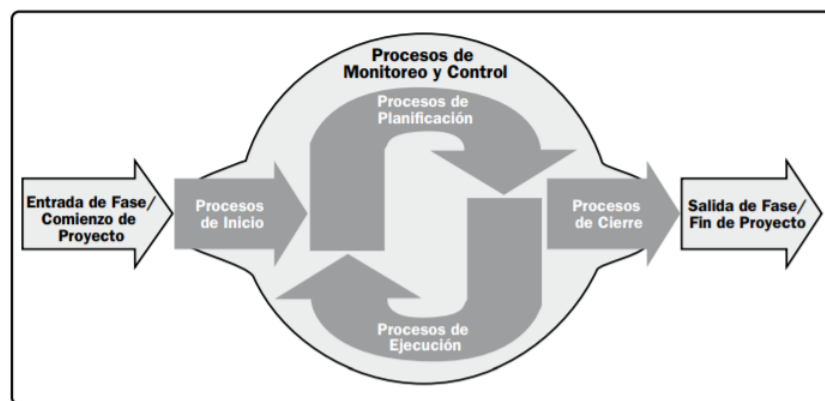 Procesos de
Monitoreo y Control
Procesos de
Planificación
Entrada de Fase/
Comienzo de
Proyecto
Procesos
de Inicio
Procesos
de Cierre
Salida de Fase/
Fin de Proyecto
Procesos de
Ejecución